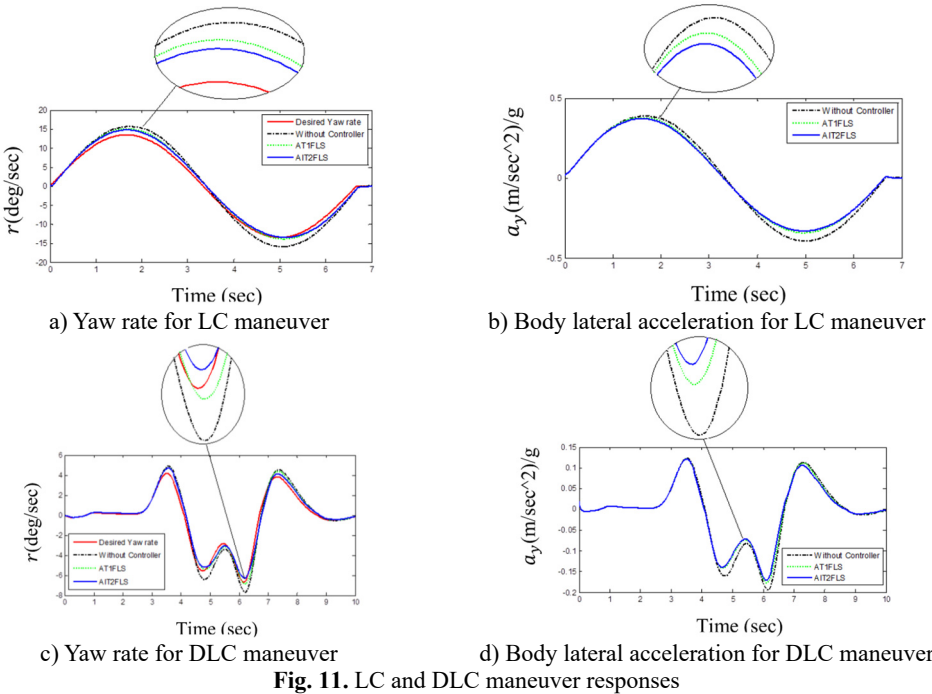 20
15
10
5
0
-5
-10
-15
-20
r(deg/sec)
Desired Yaw rate
Without Controller
AT1FLS
AIT2FLS
0 1 2 3 4 5 6 7
Time (sec)
a) Yaw rate for LC maneuver
0.5
0
-0.5
a_y(m/sec^2)/g
Without Controller
AT1FLS
AIT2FLS
0 1 2 3 4 5 6 7
Time (sec)
b) Body lateral acceleration for LC maneuver
6
4
2
0
-2
-4
-6
-8
r(deg/sec)
Desired Yaw rate
Without Controller
AT1FLS
AIT2FLS
0 1 2 3 4 5 6 7 8 9 10
Time (sec)
c) Yaw rate for DLC maneuver
0.15
0.1
0.05
0
-0.05
-0.1
-0.15
-0.2
a_y(m/sec^2)/g
Without Controller
AT1FLS
AIT2FLS
0 1 2 3 4 5 6 7 8 9 10
Time (sec)
d) Body lateral acceleration for DLC maneuver
Fig. 11. LC and DLC maneuver responses